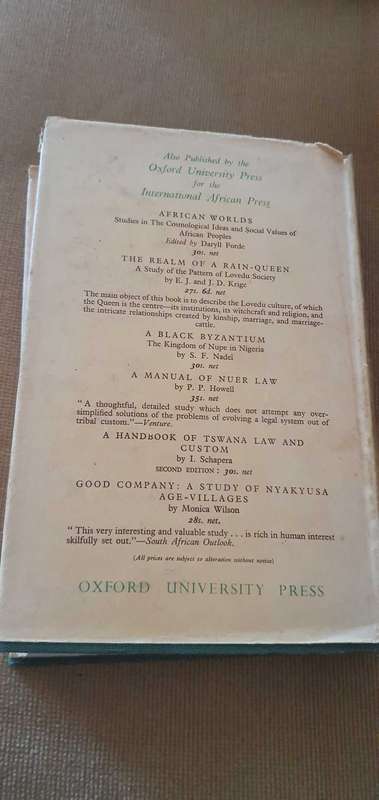 Also Published by the
Oxford University Press
for the
International African Press
AFRICAN WORLDS
Studies in The Cosmological Ideas and Social Values of
African Peoples
Edited by Daryll Forde
30s. net
THE REALM OF A RAIN-QUEEN
A Study of the Pattern of Lovedu Society
by E. J. and J. D. Krige
27s. 6d. net
The main object of this book is to describe the Lovedu culture, of which
the Queen is the centre—its institutions, its witchcraft and religion, and
the intricate relationships created by kinship, marriage, and marriage-
cattle.
A BLACK BYZANTIUM
The Kingdom of Nupe in Nigeria
by S. F. Nadel
30s. net
A MANUAL OF NUER LAW
by P. P. Howell
35s. net
" A thoughtful, detailed study which does not attempt any over-
simplified solutions of the problems of evolving a legal system out of
tribal custom."—Venture.
A HANDBOOK OF TSWANA LAW AND
CUSTOM
by I. Schapera
SECOND EDITION : 30s. net
GOOD COMPANY: A STUDY OF NYAKYUSA
AGE-VILLAGES
by Monica Wilson
28s. net.
" This very interesting and valuable study . . . is rich in human interest
skilfully set out."—South African Outlook.
(All prices are subject to alteration without notice)
OXFORD UNIVERSITY PRESS